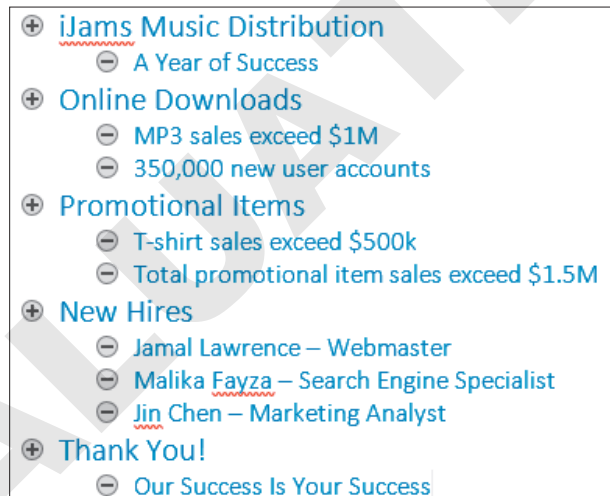 iJams Music Distribution
A Year of Success
Online Downloads
MP3 sales exceed $1M
350,000 new user accounts
Promotional Items
T-shirt sales exceed $500k
Total promotional item sales exceed $1.5M
New Hires
Jamal Lawrence – Webmaster
Malika Fayza – Search Engine Specialist
Jin Chen – Marketing Analyst
Thank You!
Our Success Is Your Success